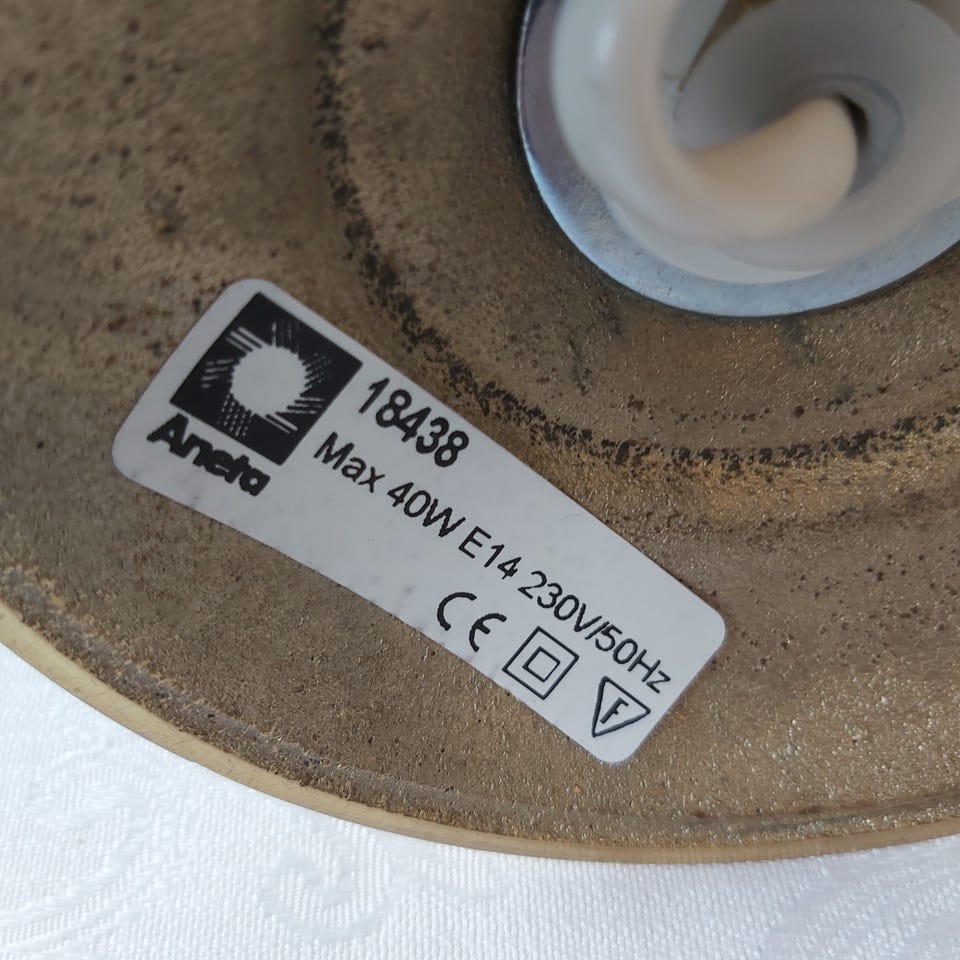 Aneta
18438
Max 40W E14 230V/50Hz
CE
F